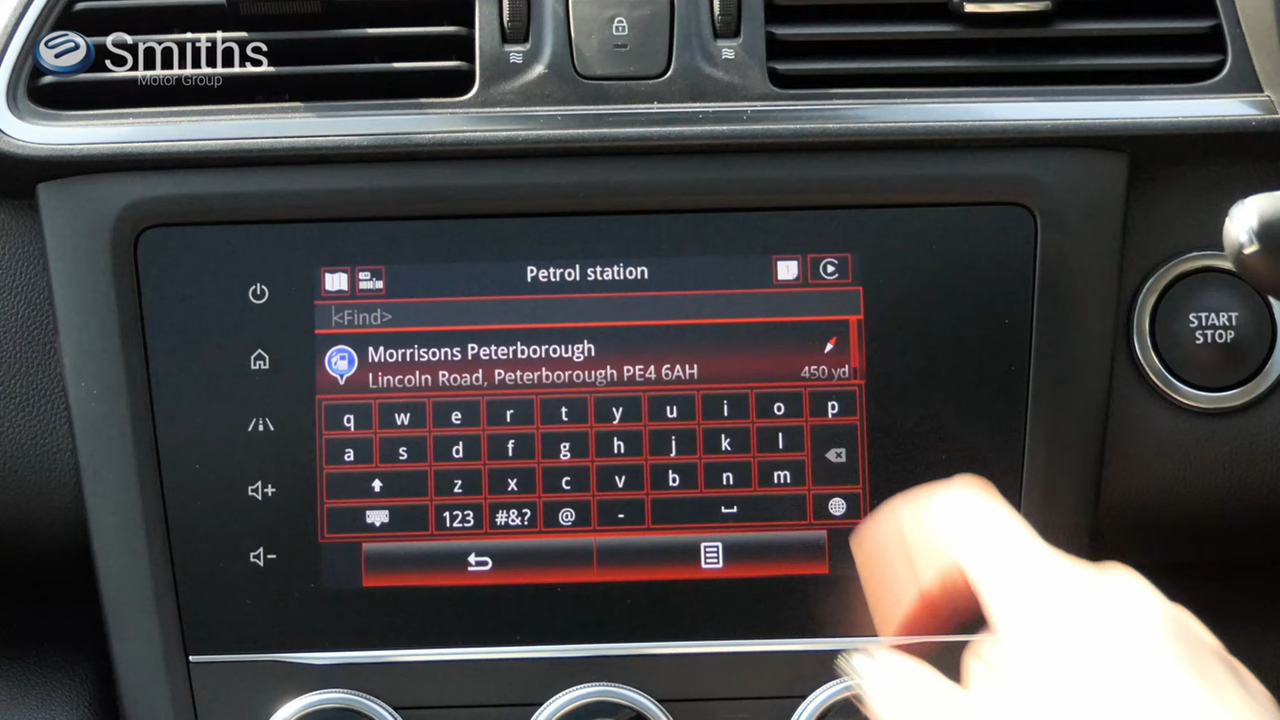 Smiths
Motor Group
Petrol station
<Find>
Morrisons Peterborough
Lincoln Road, Peterborough PE4 6AH
450 yd
q w e r t y u i o p
a s d f g h j k l
z x c v b n m
123 #&? @ -
START
STOP